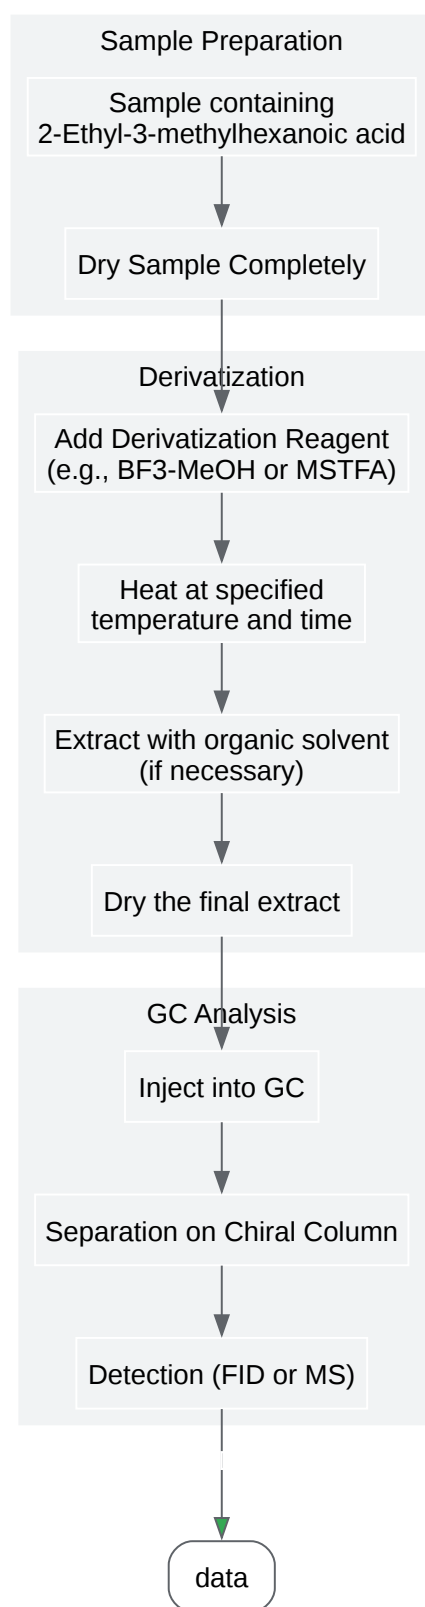 Sample Preparation
Sample containing
2-Ethyl-3-methylhexanoic acid
Dry Sample Completely
Derivatization
Add Derivatization Reagent
(e.g., BF3-MeOH or MSTFA)
Heat at specified
temperature and time
Extract with organic solvent
(if necessary)
Dry the final extract
GC Analysis
Inject into GC
Separation on Chiral Column
Detection (FID or MS)
data